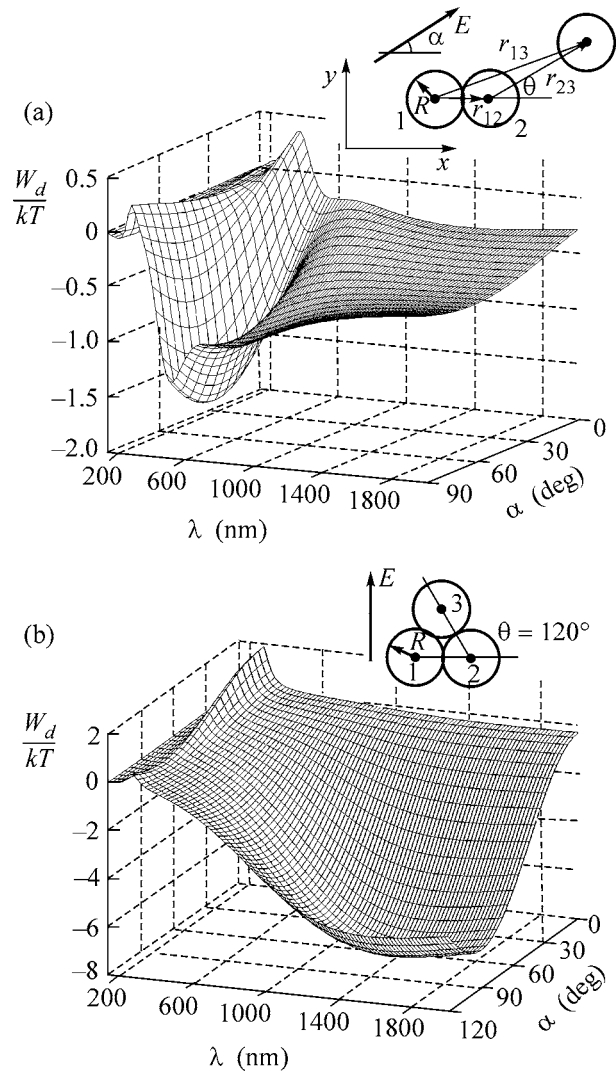 E
α
r13
y
r23
(a)
R
θ
r12
1
2
x
Wd
kT
0.5
0
–0.5
–1.0
–1.5
–2.0
200
600
1000
1400
1800
λ (nm)
0
30
60
90
α (deg)
(b)
E
3
R
θ = 120°
1
2
Wd
kT
2
0
–2
–4
–6
–8
200
600
1000
1400
1800
λ (nm)
0
30
60
90
120
α (deg)